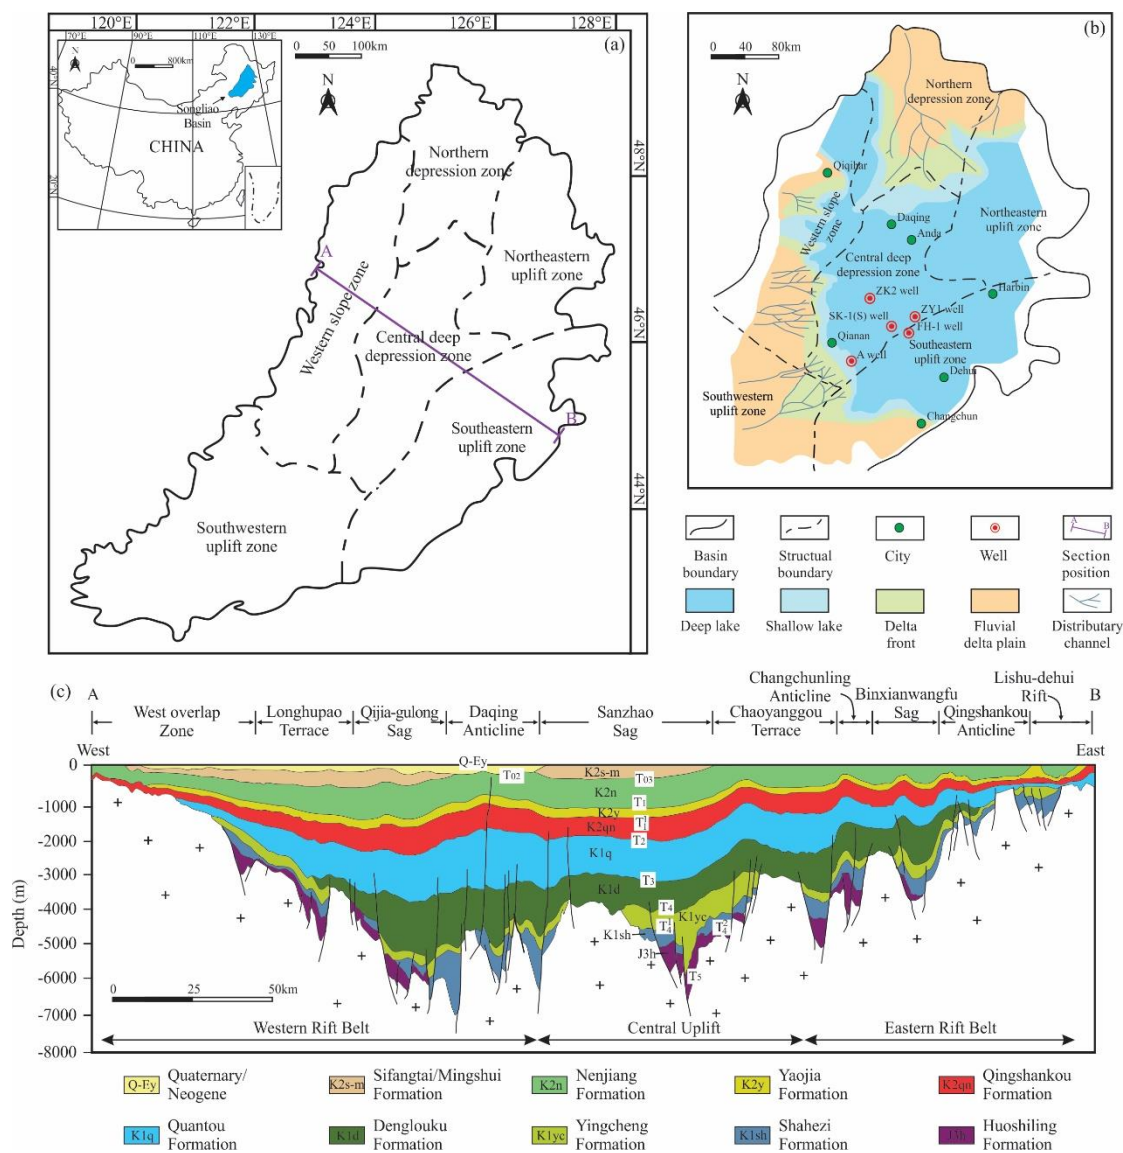 120°E
122°E
124°E
126°E
128°E
(a)
0
50
100km
N
70°E
90°E
110°E
130°E
N
0
800km
40°N
20°N
Songliao
Basin
CHINA
48°N
46°N
44°N
Northern
depression zone
Northeastern
uplift zone
A
Western slope zone
Central deep
depression zone
B
Southeastern
uplift zone
Southwestern
uplift zone
(b)
0
40
80km
N
Northern
depression zone
Qiqihar
Western slope
zone
Daqing
Anda
Northeastern
uplift zone
Central deep
depression zone
ZK2 well
Harbin
SK-1(S) well
ZY1 well
FH-1 well
Qianan
Southeastern
uplift zone
A well
Dehui
Southwestern
uplift zone
Changchun
A
B
Basin
boundary
Structual
boundary
City
Well
Section
position
Deep lake
Shallow lake
Delta
front
Fluvial
delta plain
Distributary
channel
(c)
A
B
West overlap
Zone
Longhupao
Terrace
Qijia-gulong
Sag
Daqing
Anticline
Sanzhao
Sag
Chaoyanggou
Terrace
Changchunling
Anticline
Binxianwangfu
Sag
Qingshankou
Anticline
Lishu-dehui
Rift
West
East
Depth (m)
0
-1000
-2000
-3000
-4000
-5000
-6000
-7000
-8000
Q-Ey
T02
K2s-m
T03
K2n
T1
K2y
T11
K2qn
T2
K1q
T3
K1d
T4
K1yc
T14
T24
K1sh
J3h
T5
0
25
50km
Western Rift Belt
Central Uplift
Eastern Rift Belt
Q-Ey
Quaternary/
Neogene
K2s-m
Sifangtai/Mingshui
Formation
K2n
Nenjiang
Formation
K2y
Yaojia
Formation
K2qn
Qingshankou
Formation
K1q
Quantou
Formation
K1d
Denglouku
Formation
K1yc
Yingcheng
Formation
K1sh
Shahezi
Formation
J3h
Huoshiling
Formation